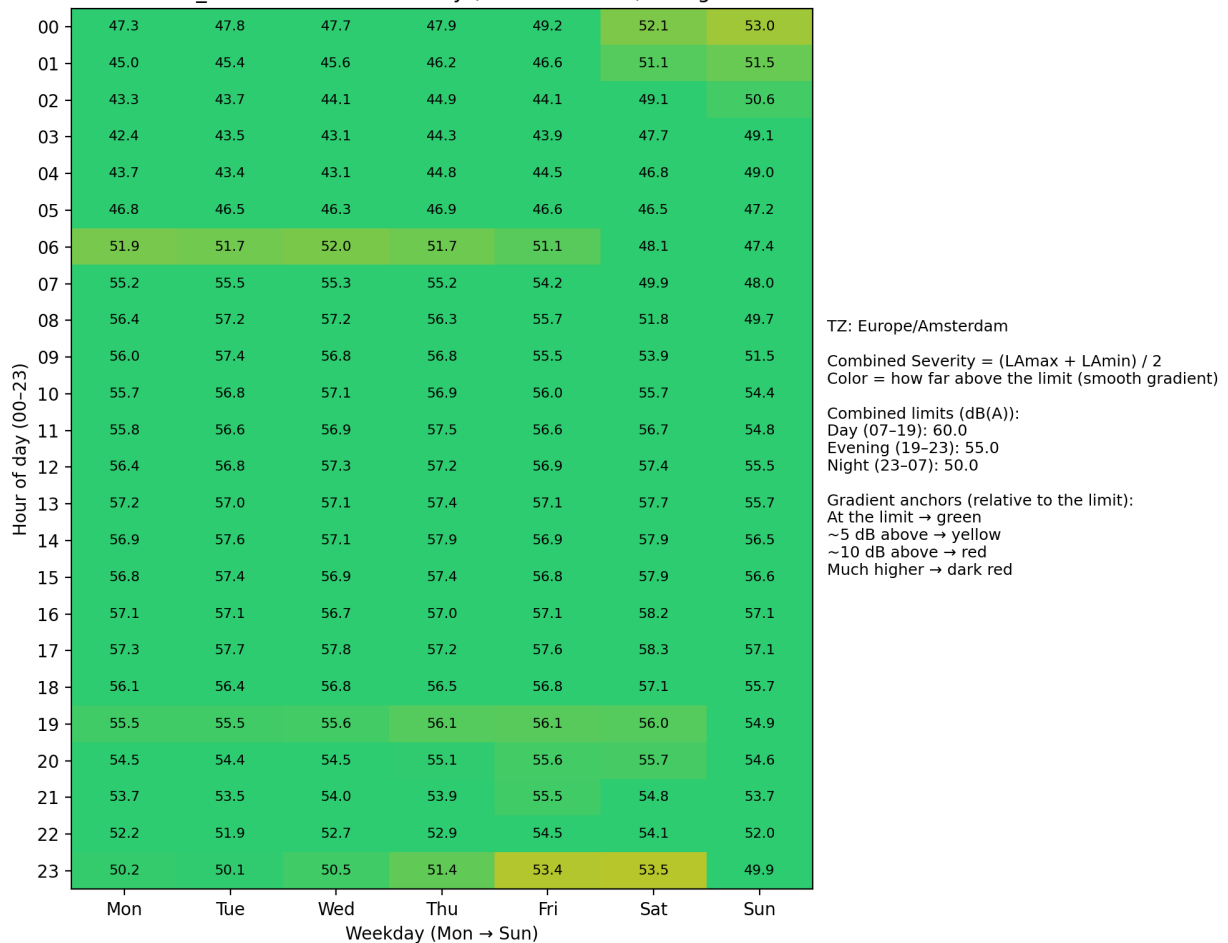 00 47.3 47.8 47.7 47.9 49.2 52.1 53.0
01 45.0 45.4 45.6 46.2 46.6 51.1 51.5
02 43.3 43.7 44.1 44.9 44.1 49.1 50.6
03 42.4 43.5 43.1 44.3 43.9 47.7 49.1
04 43.7 43.4 43.1 44.8 44.5 46.8 49.0
05 46.8 46.5 46.3 46.9 46.6 46.5 47.2
06 51.9 51.7 52.0 51.7 51.1 48.1 47.4
07 55.2 55.5 55.3 55.2 54.2 49.9 48.0
08 56.4 57.2 57.2 56.3 55.7 51.8 49.7
09 56.0 57.4 56.8 56.8 55.5 53.9 51.5
10 55.7 56.8 57.1 56.9 56.0 55.7 54.4
11 55.8 56.6 56.9 57.5 56.6 56.7 54.8
12 56.4 56.8 57.3 57.2 56.9 57.4 55.5
13 57.2 57.0 57.1 57.4 57.1 57.7 55.7
14 56.9 57.6 57.1 57.9 56.9 57.9 56.5
15 56.8 57.4 56.9 57.4 56.8 57.9 56.6
16 57.1 57.1 56.7 57.0 57.1 58.2 57.1
17 57.3 57.7 57.8 57.2 57.6 58.3 57.1
18 56.1 56.4 56.8 56.5 56.8 57.1 55.7
19 55.5 55.5 55.6 56.1 56.1 56.0 54.9
20 54.5 54.4 54.5 55.1 55.6 55.7 54.6
21 53.7 53.5 54.0 53.9 55.5 54.8 53.7
22 52.2 51.9 52.7 52.9 54.5 54.1 52.0
23 50.2 50.1 50.5 51.4 53.4 53.5 49.9
Mon Tue Wed Thu Fri Sat Sun
Weekday (Mon → Sun)
Hour of day (00–23)
TZ: Europe/Amsterdam
Combined Severity = (LAmax + LAmin) / 2
Color = how far above the limit (smooth gradient)
Combined limits (dB(A)):
Day (07–19): 60.0
Evening (19–23): 55.0
Night (23–07): 50.0
Gradient anchors (relative to the limit):
At the limit → green
~5 dB above → yellow
~10 dB above → red
Much higher → dark red